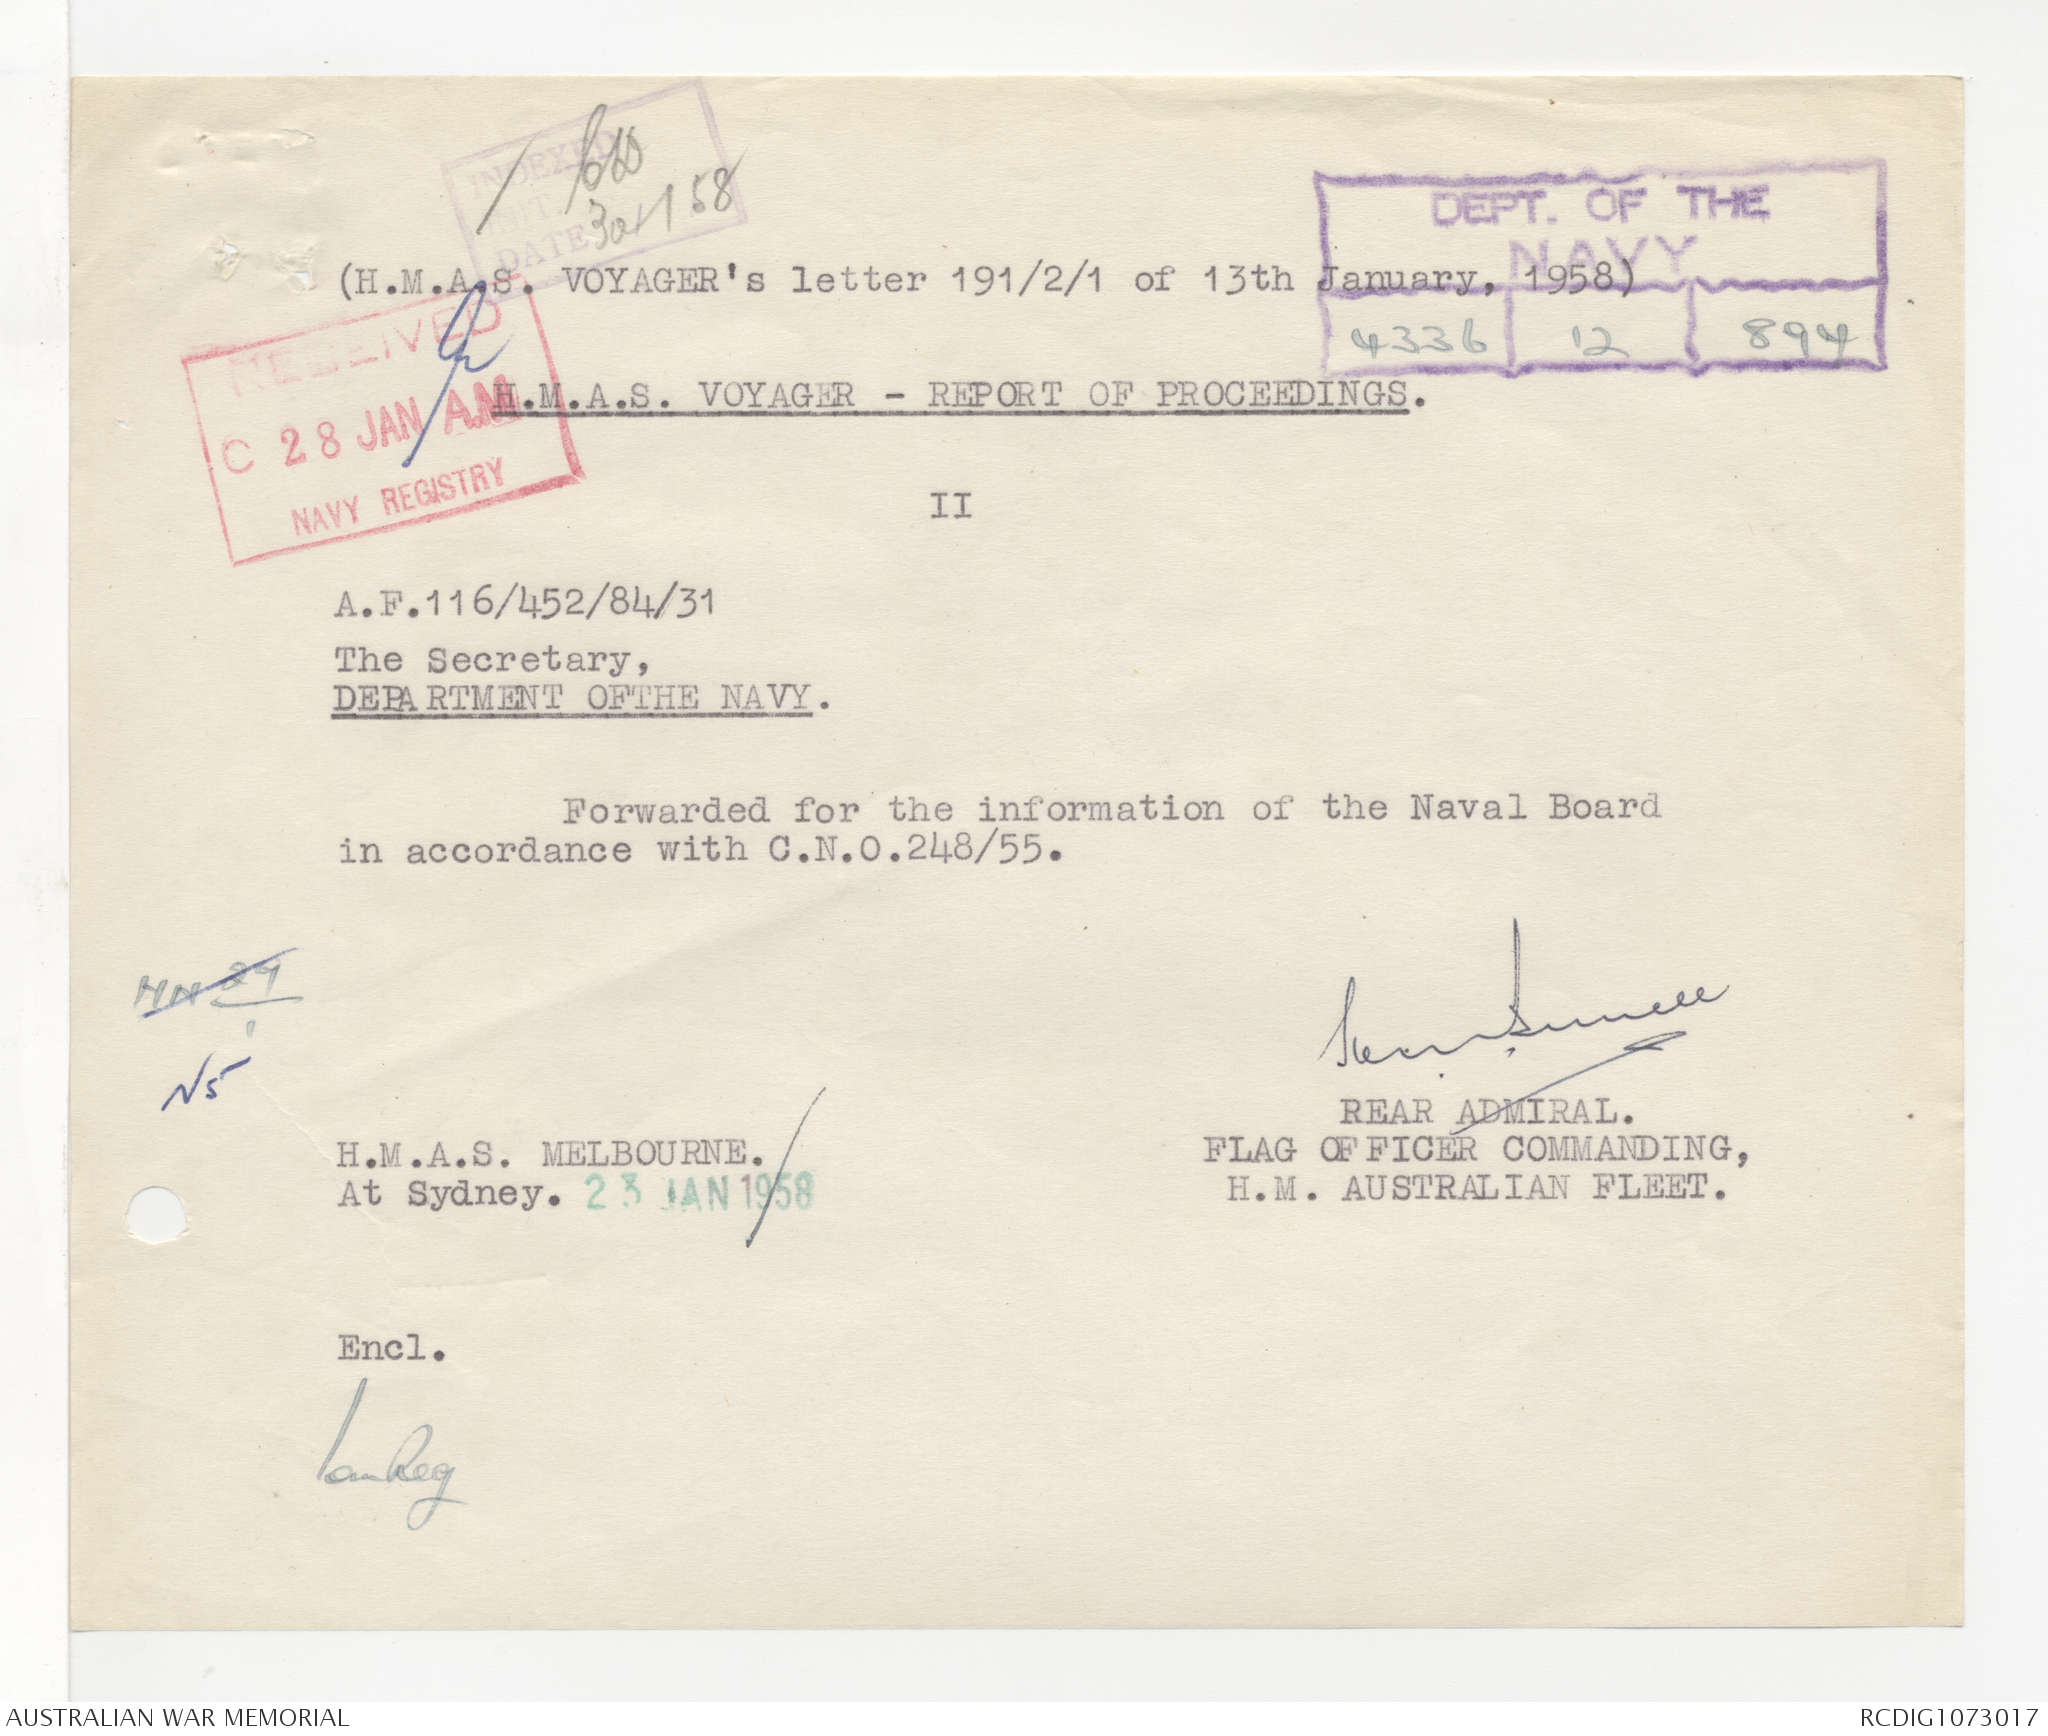 INDEXED
INIT.
DATE 30/1/58
DEPT. OF THE
NAVY
4336 12 894
(H.M.A.S. VOYAGER's letter 191/2/1 of 13th January, 1958)
RECEIVED
C 28 JAN A.M.
NAVY REGISTRY
H.M.A.S. VOYAGER - REPORT OF PROCEEDINGS.
II
A.F.116/452/84/31
The Secretary,
DEPARTMENT OFTHE NAVY.
Forwarded for the information of the Naval Board
in accordance with C.N.O.248/55.
N5
REAR ADMIRAL.
FLAG OFFICER COMMANDING,
H.M. AUSTRALIAN FLEET.
H.M.A.S. MELBOURNE.
At Sydney. 23 JAN 1958
Encl.
AUSTRALIAN WAR MEMORIAL
RCDIG1073017